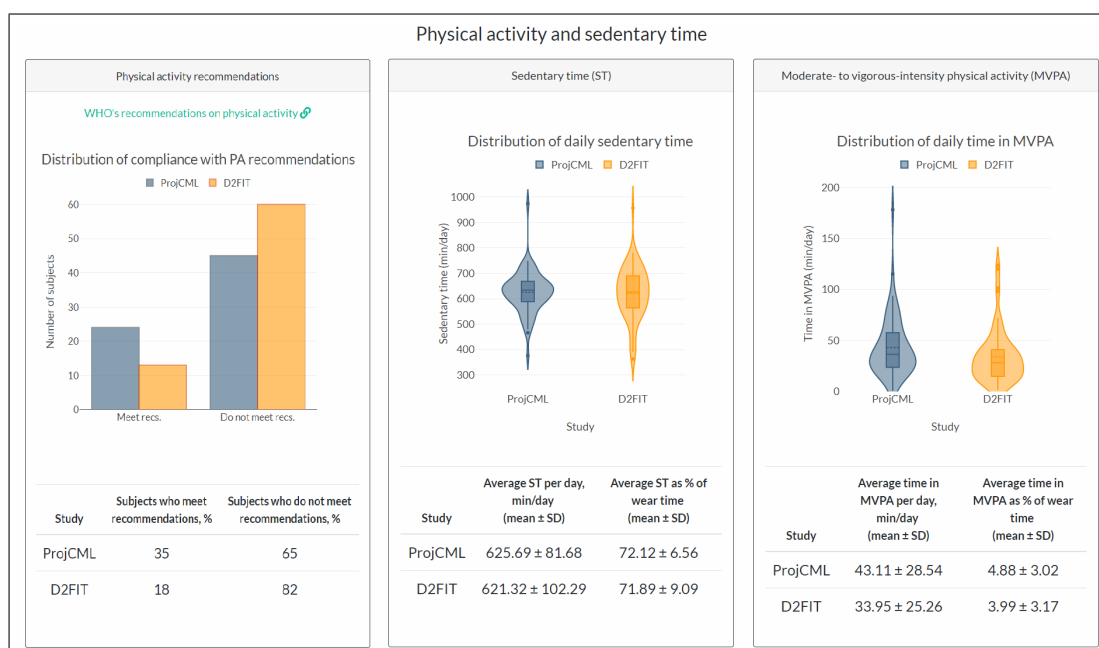 Physical activity and sedentary time
Physical activity recommendations
WHO's recommendations on physical activity
Distribution of compliance with PA recommendations
ProjCML D2FIT
60
50
40
30
20
10
0
Number of subjects
Meet recs. Do not meet recs.
Study
Subjects who meet
recommendations, %
Subjects who do not meet
recommendations, %
ProjCML 35 65
D2FIT 18 82
Sedentary time (ST)
Distribution of daily sedentary time
ProjCML D2FIT
1000
900
800
700
600
500
400
300
Sedentary time (min/day)
ProjCML D2FIT
Study
Study
Average ST per day,
min/day
(mean ± SD)
Average ST as % of
wear time
(mean ± SD)
ProjCML 625.69 ± 81.68 72.12 ± 6.56
D2FIT 621.32 ± 102.29 71.89 ± 9.09
Moderate- to vigorous-intensity physical activity (MVPA)
Distribution of daily time in MVPA
ProjCML D2FIT
200
150
100
50
0
Time in MVPA (min/day)
ProjCML D2FIT
Study
Study
Average time in
MVPA per day,
min/day
(mean ± SD)
Average time in
MVPA as % of wear
time
(mean ± SD)
ProjCML 43.11 ± 28.54 4.88 ± 3.02
D2FIT 33.95 ± 25.26 3.99 ± 3.17